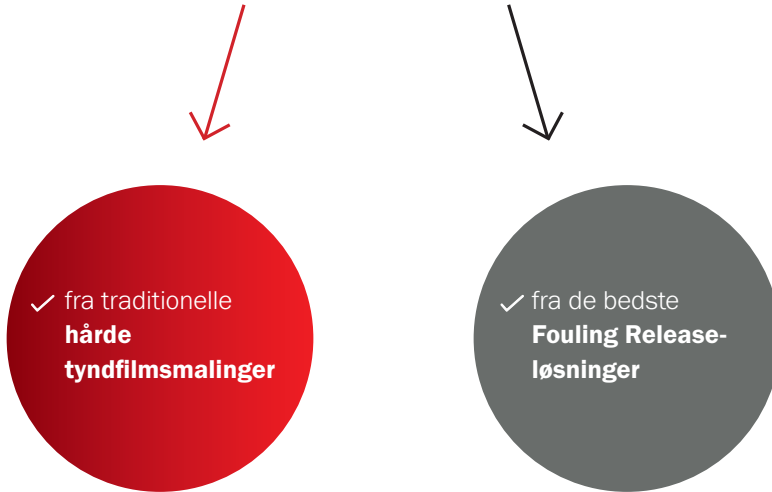 fra traditionelle
hårde
tyndfilmsmalinger
fra de bedste
Fouling Release-
løsninger